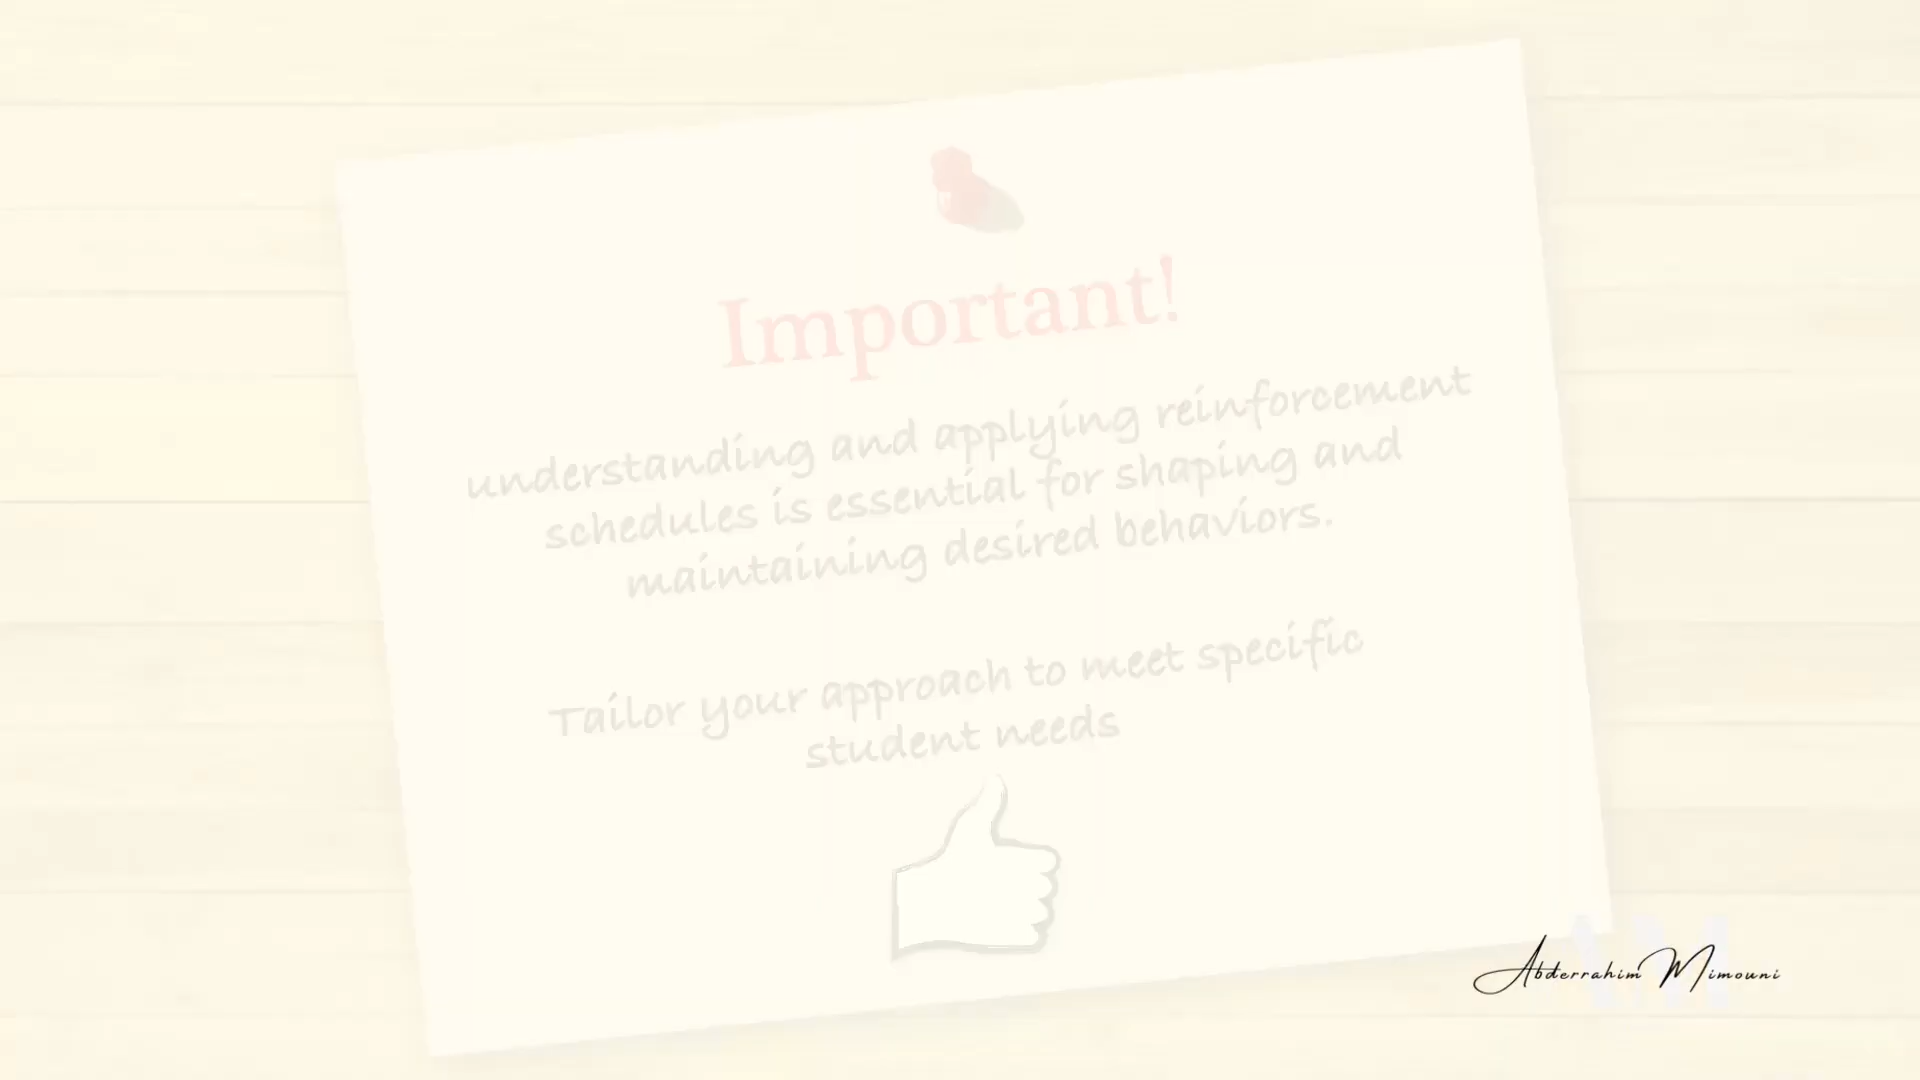 Important!
understanding and applying reinforcement
schedules is essential for shaping and
maintaining desired behaviors.
Tailor your approach to meet specific
student needs
Abderrahim Mimouni